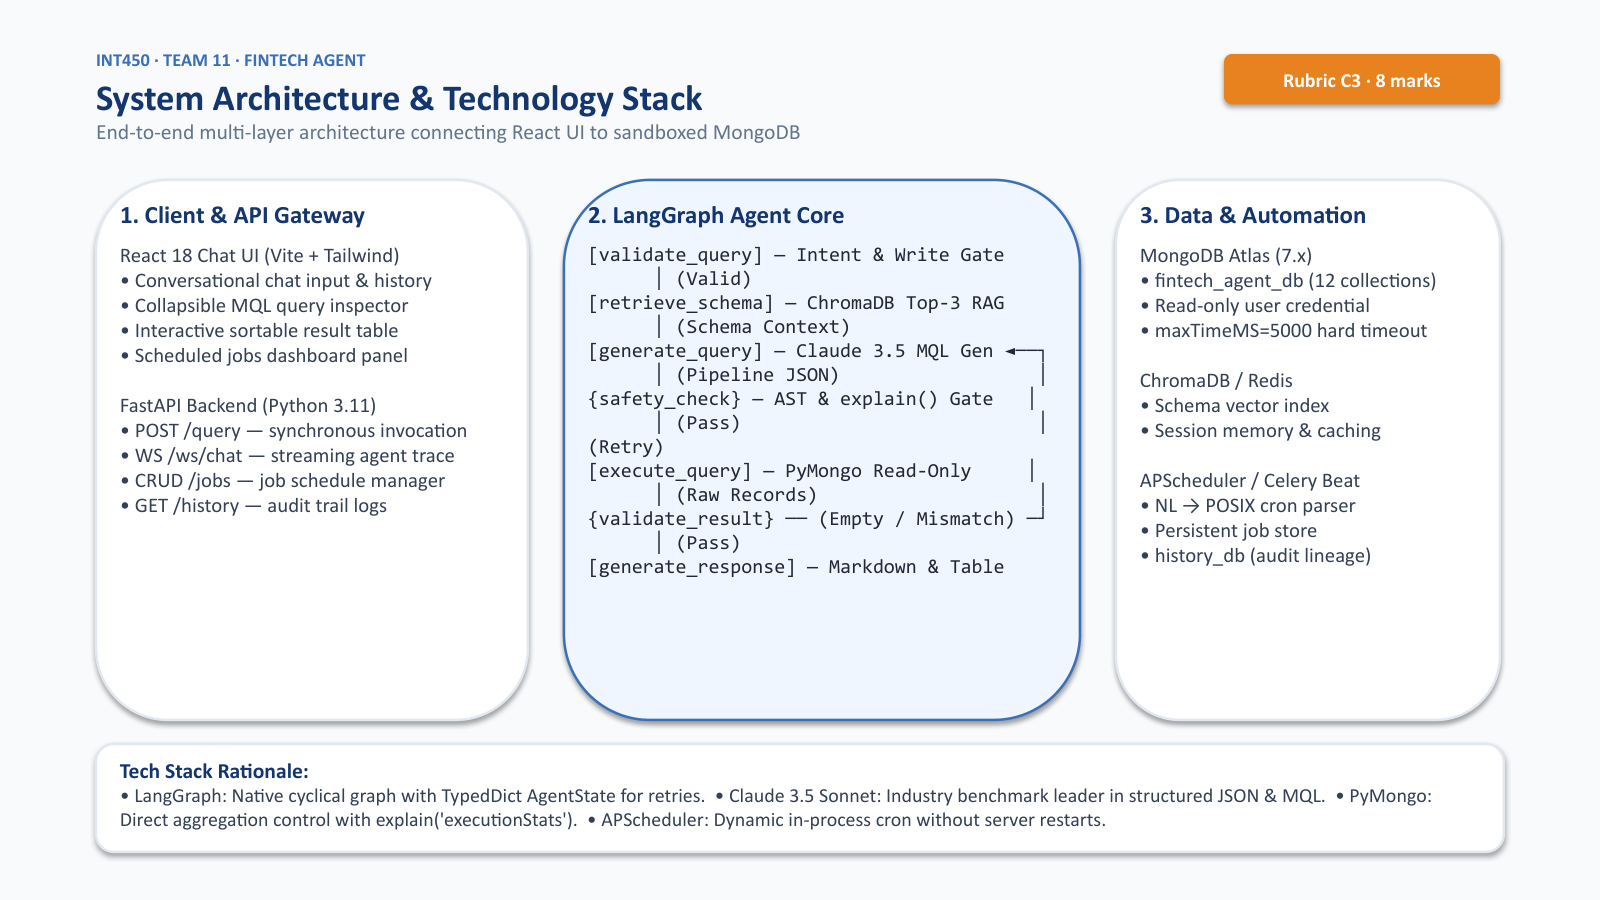 INT450 · TEAM 11 · FINTECH AGENT
System Architecture & Technology Stack
End-to-end multi-layer architecture connecting React UI to sandboxed MongoDB
Rubric C3 · 8 marks
1. Client & API Gateway
React 18 Chat UI (Vite + Tailwind)
• Conversational chat input & history
• Collapsible MQL query inspector
• Interactive sortable result table
• Scheduled jobs dashboard panel
FastAPI Backend (Python 3.11)
• POST /query — synchronous invocation
• WS /ws/chat — streaming agent trace
• CRUD /jobs — job schedule manager
• GET /history — audit trail logs
2. LangGraph Agent Core
[validate_query] — Intent & Write Gate
│ (Valid)
[retrieve_schema] — ChromaDB Top-3 RAG
│ (Schema Context)
[generate_query] — Claude 3.5 MQL Gen ◄──┐
│ (Pipeline JSON) │
{safety_check} — AST & explain() Gate │
│ (Pass) │
(Retry)
[execute_query] — PyMongo Read-Only │
│ (Raw Records) │
{validate_result} —— (Empty / Mismatch) ─┘
│ (Pass)
[generate_response] — Markdown & Table
3. Data & Automation
MongoDB Atlas (7.x)
• fintech_agent_db (12 collections)
• Read-only user credential
• maxTimeMS=5000 hard timeout
ChromaDB / Redis
• Schema vector index
• Session memory & caching
APScheduler / Celery Beat
• NL → POSIX cron parser
• Persistent job store
• history_db (audit lineage)
Tech Stack Rationale:
• LangGraph: Native cyclical graph with TypedDict AgentState for retries. • Claude 3.5 Sonnet: Industry benchmark leader in structured JSON & MQL. • PyMongo:
Direct aggregation control with explain('executionStats'). • APScheduler: Dynamic in-process cron without server restarts.